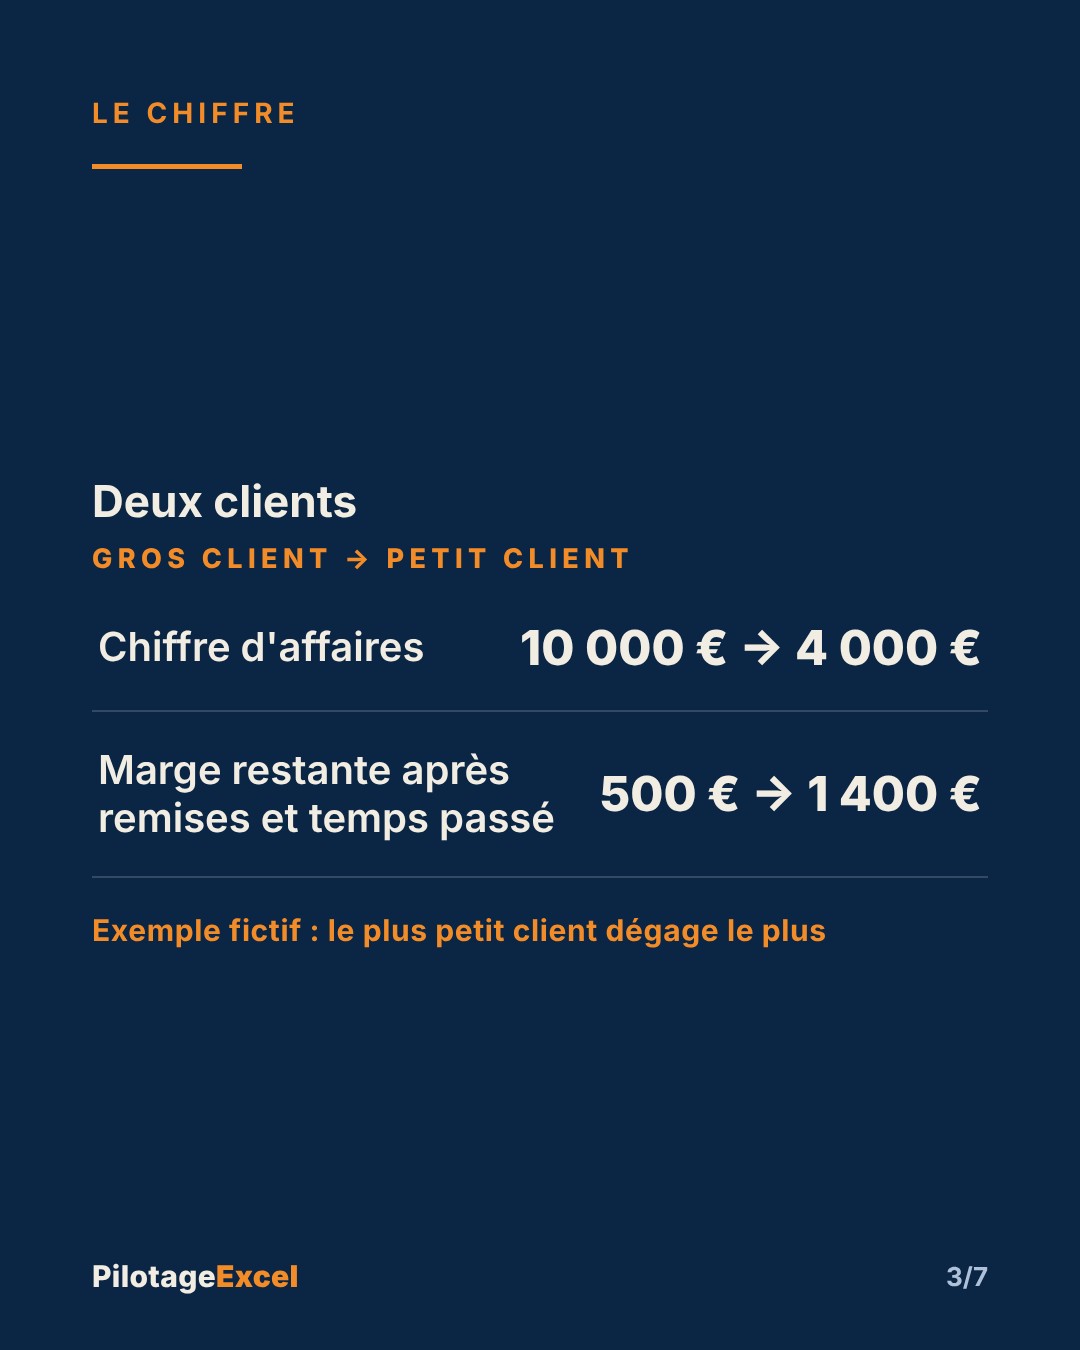 LE CHIFFRE
Deux clients
GROS CLIENT → PETIT CLIENT
Chiffre d'affaires 10 000 € → 4 000 €
Marge restante après
remises et temps passé 500 € → 1 400 €
Exemple fictif : le plus petit client dégage le plus
PilotageExcel 3/7